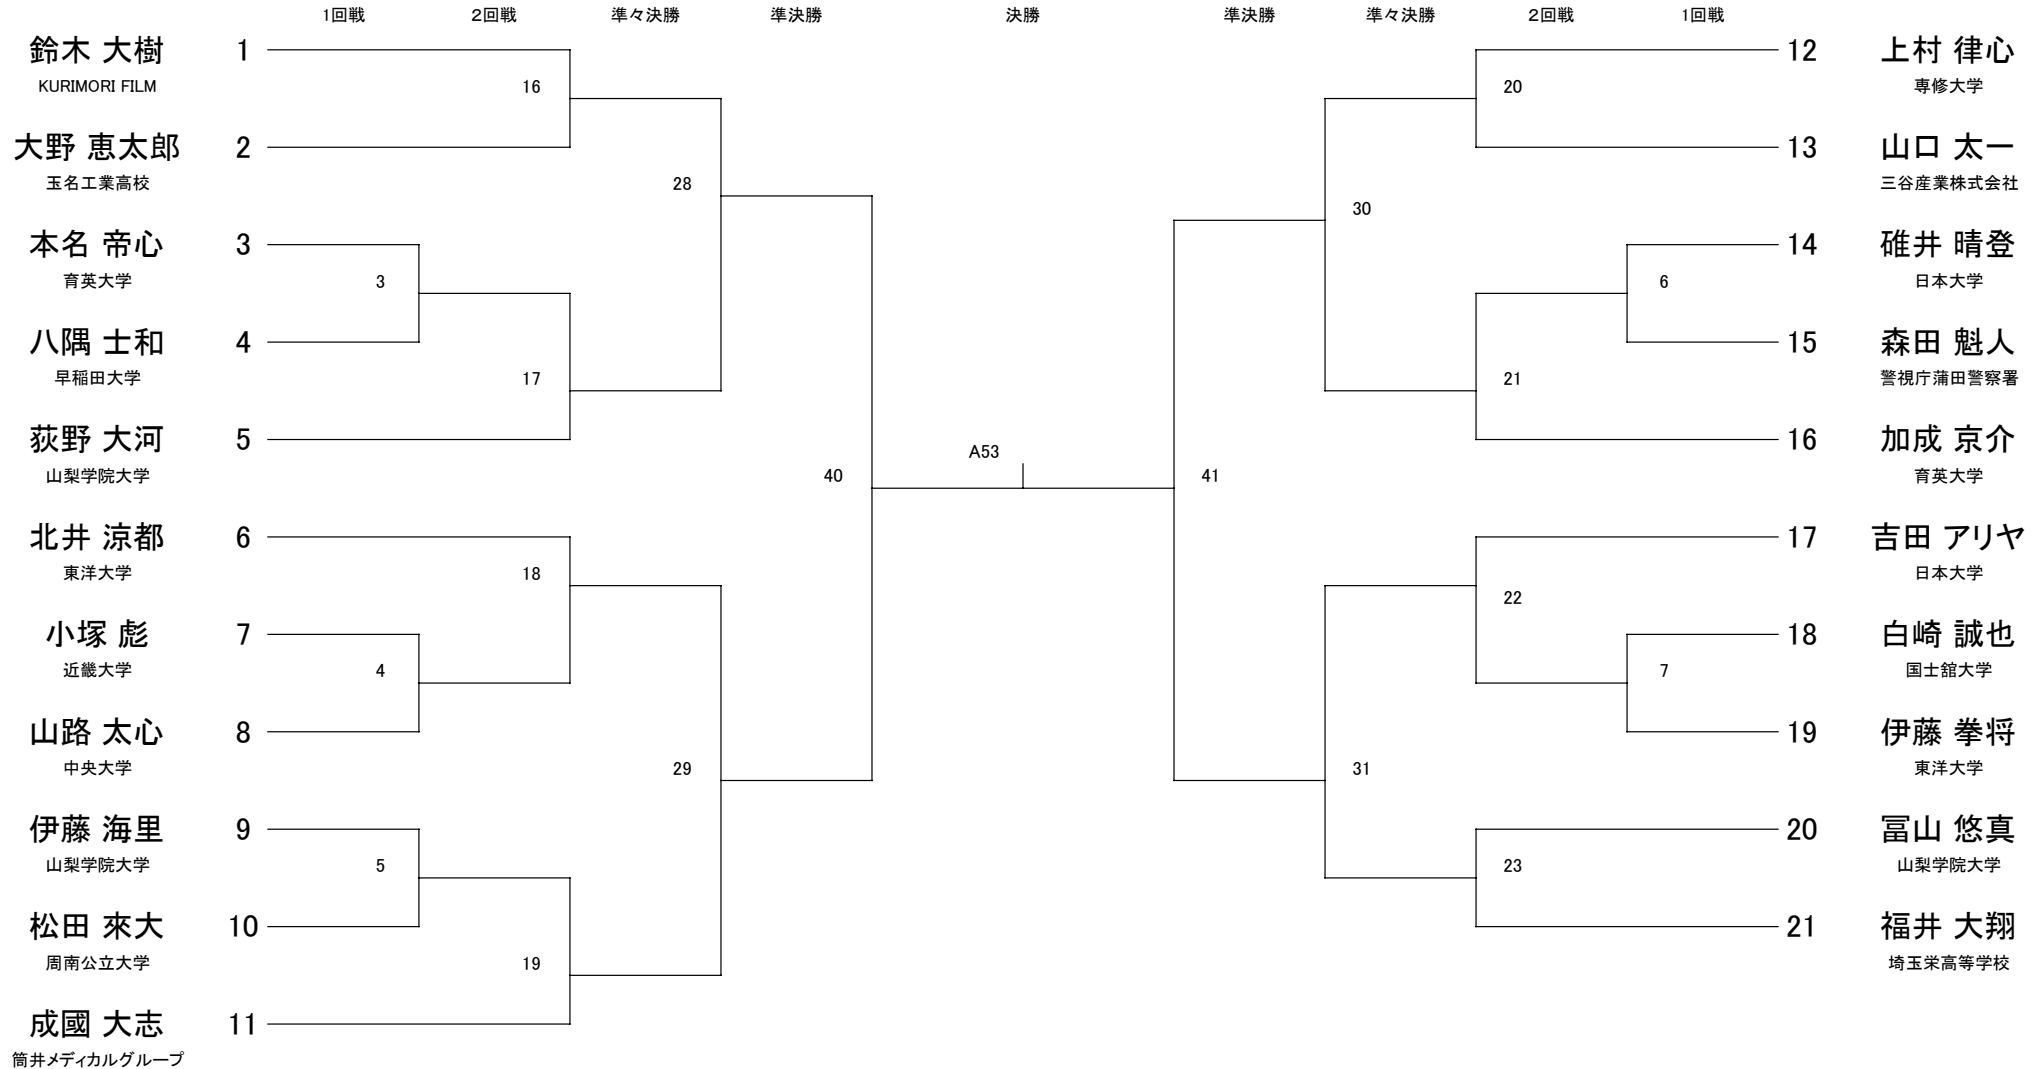 1回戦 2回戦 準々決勝 準決勝 決勝 準決勝 準々決勝 2回戦 1回戦
鈴木 大樹 1
KURIMORI FILM
16
大野 恵太郎 2
玉名工業高校
28
本名 帝心 3
育英大学
3
八隅 士和 4
早稲田大学
17
荻野 大河 5
山梨学院大学
40
北井 涼都 6
東洋大学
18
小塚 彪 7
近畿大学
4
山路 太心 8
中央大学
29
伊藤 海里 9
山梨学院大学
5
松田 來大 10
周南公立大学
19
成國 大志 11
筒井メディカルグループ
A53
12 上村 律心
専修大学
20
13 山口 太一
三谷産業株式会社
30
14 碓井 晴登
日本大学
6
15 森田 魁人
警視庁蒲田警察署
21
16 加成 京介
育英大学
41
17 吉田 アリヤ
日本大学
22
18 白崎 誠也
国士舘大学
7
19 伊藤 拳将
東洋大学
31
20 冨山 悠真
山梨学院大学
23
21 福井 大翔
埼玉栄高等学校